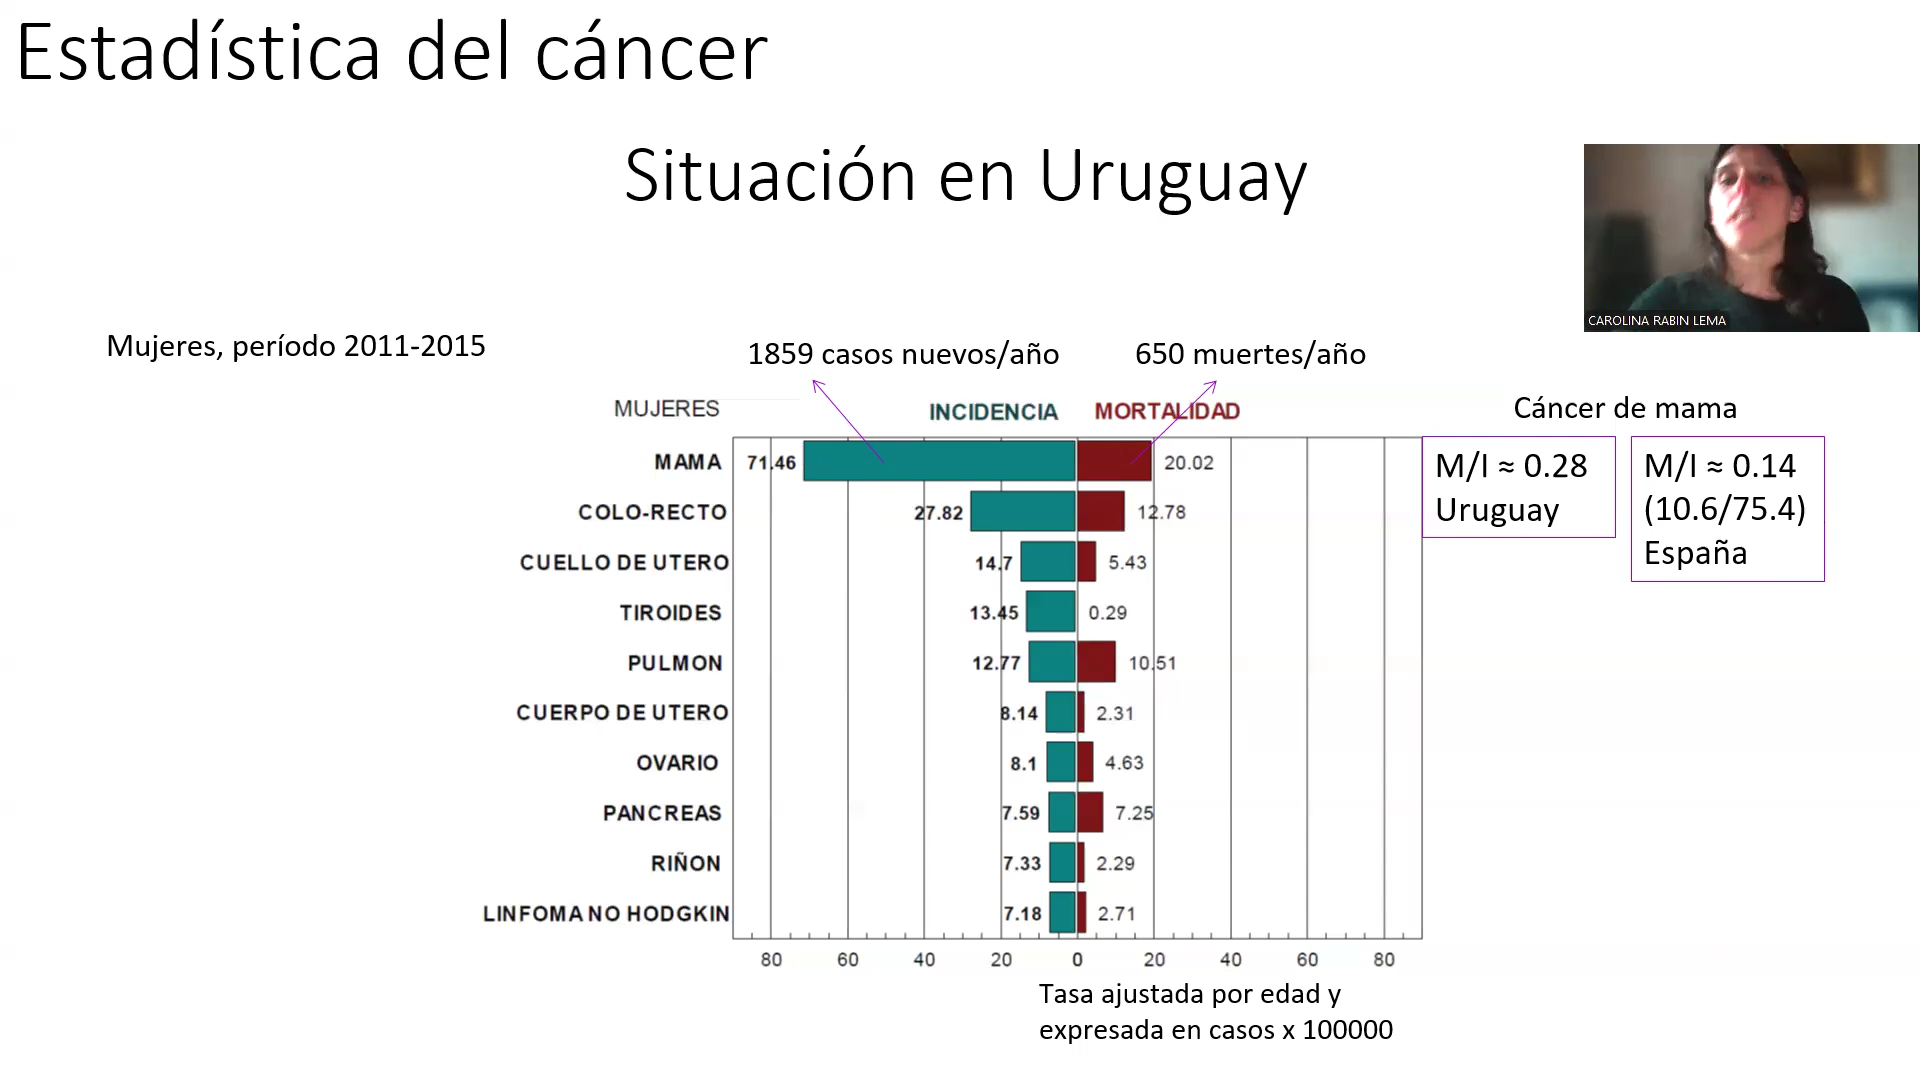 Estadística del cáncer
Situación en Uruguay
CAROLINA RABIN LEMA
Mujeres, período 2011-2015
1859 casos nuevos/año
650 muertes/año
MUJERES
INCIDENCIA
MORTALIDAD
Cáncer de mama
M/I ≈ 0.28
Uruguay
M/I ≈ 0.14
(10.6/75.4)
España
MAMA 71.46 20.02
COLO-RECTO 27.82 12.78
CUELLO DE UTERO 14.7 5.43
TIROIDES 13.45 0.29
PULMON 12.77 10.51
CUERPO DE UTERO 8.14 2.31
OVARIO 8.1 4.63
PANCREAS 7.59 7.25
RIÑON 7.33 2.29
LINFOMA NO HODGKIN 7.18 2.71
80 60 40 20 0 20 40 60 80
Tasa ajustada por edad y
expresada en casos x 100000